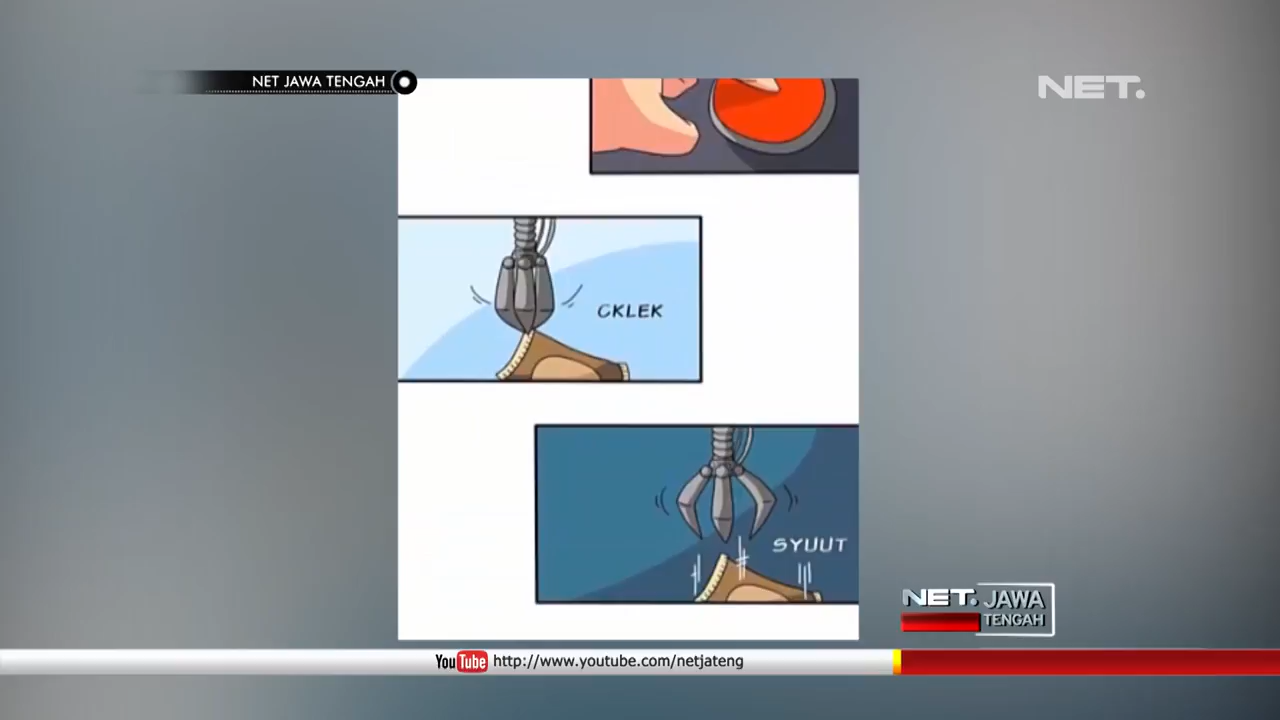 NET JAWA TENGAH
NET.
CKLEK
SYUUT
NET. JAWA
TENGAH
YouTube http://www.youtube.com/netjateng